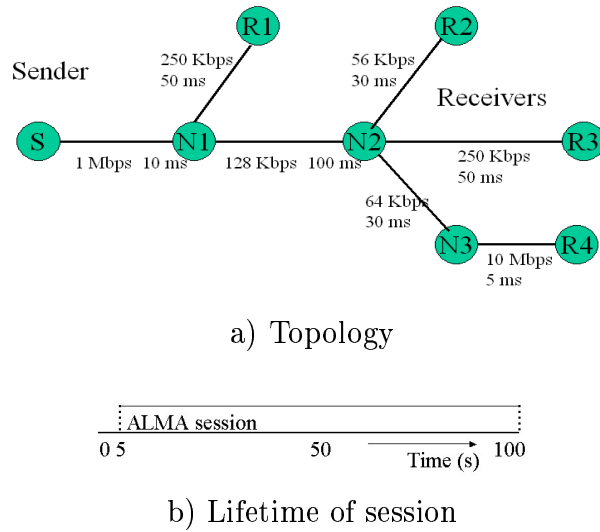 R1
R2
250 Kbps
50 ms
56 Kbps
30 ms
Sender
Receivers
S
N1
N2
R3
1 Mbps 10 ms
128 Kbps 100 ms
250 Kbps
50 ms
64 Kbps
30 ms
N3
R4
10 Mbps
5 ms
a) Topology
ALMA session
0 5 50 100
Time (s)
b) Lifetime of session